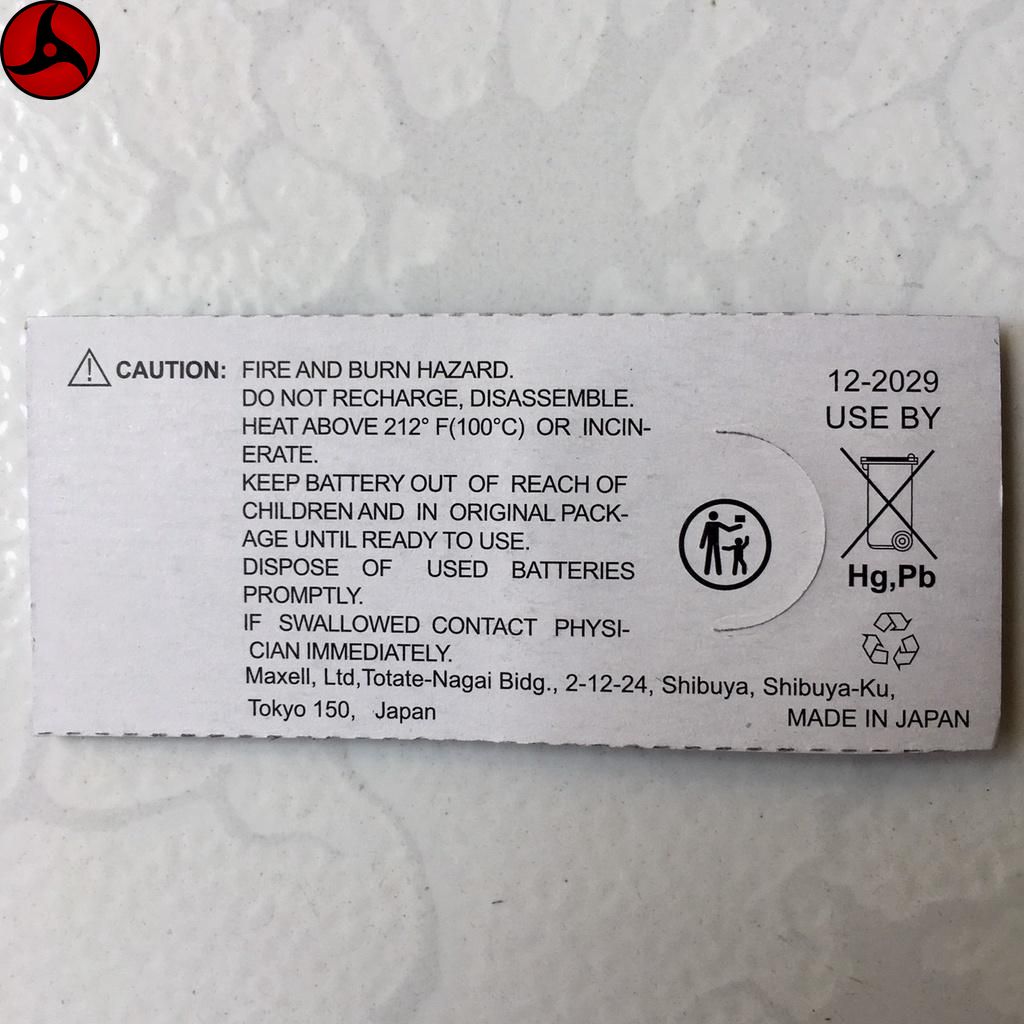 CAUTION: FIRE AND BURN HAZARD.
DO NOT RECHARGE, DISASSEMBLE.
HEAT ABOVE 212° F(100°C) OR INCIN-
ERATE.
KEEP BATTERY OUT OF REACH OF
CHILDREN AND IN ORIGINAL PACK-
AGE UNTIL READY TO USE.
DISPOSE OF USED BATTERIES
PROMPTLY.
IF SWALLOWED CONTACT PHYSI-
CIAN IMMEDIATELY.
Maxell, Ltd,Totate-Nagai Bidg., 2-12-24, Shibuya, Shibuya-Ku,
Tokyo 150, Japan
12-2029
USE BY
Hg,Pb
MADE IN JAPAN